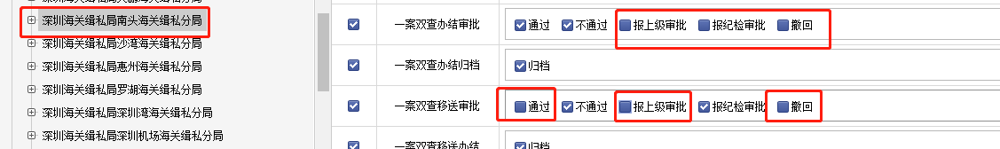 深圳海关缉私局南头海关缉私分局
深圳海关缉私局沙湾海关缉私分局
深圳海关缉私局惠州海关缉私分局
深圳海关缉私局罗湖海关缉私分局
深圳海关缉私局深圳湾海关缉私分局
深圳海关缉私局深圳机场海关缉私分局
一案双查办结审批 通过 不通过 报上级审批 报纪检审批 撤回
一案双查办结归档 归档
一案双查移送审批 通过 不通过 报上级审批 报纪检审批 撤回
一案双查移送办结 归档